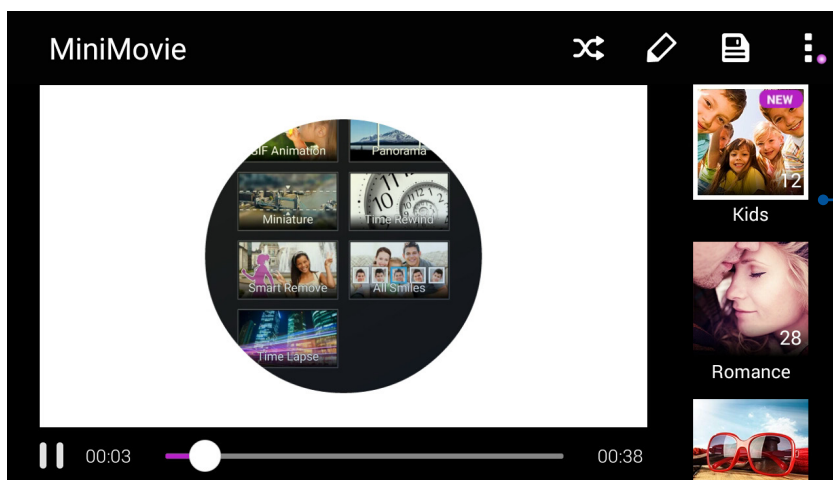 MiniMovie
NEW
12
Kids
GIF Animation
Panorama
Miniature
Time Rewind
Smart Remove
All Smiles
Time Lapse
28
Romance
00:03
00:38